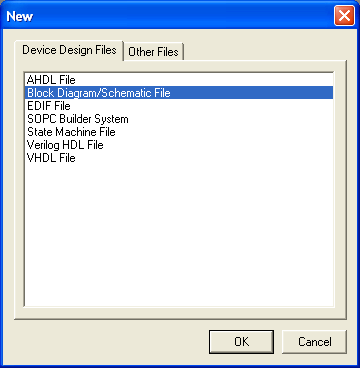 New
Device Design Files Other Files
AHDL File
Block Diagram/Schematic File
EDIF File
SOPC Builder System
State Machine File
Verilog HDL File
VHDL File
OK Cancel